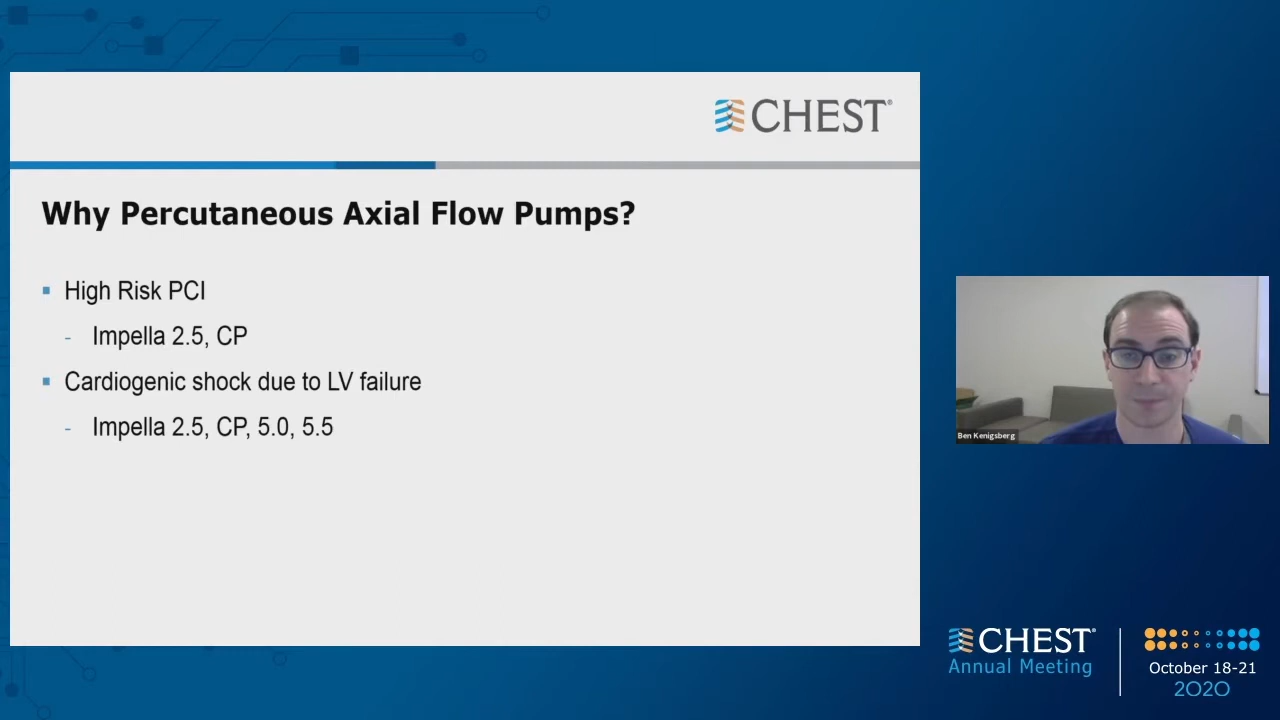 CHEST®
Why Percutaneous Axial Flow Pumps?
▪ High Risk PCI
- Impella 2.5, CP
▪ Cardiogenic shock due to LV failure
- Impella 2.5, CP, 5.0, 5.5
Ben Kenigsberg
CHEST®
Annual Meeting
October 18-21
2020